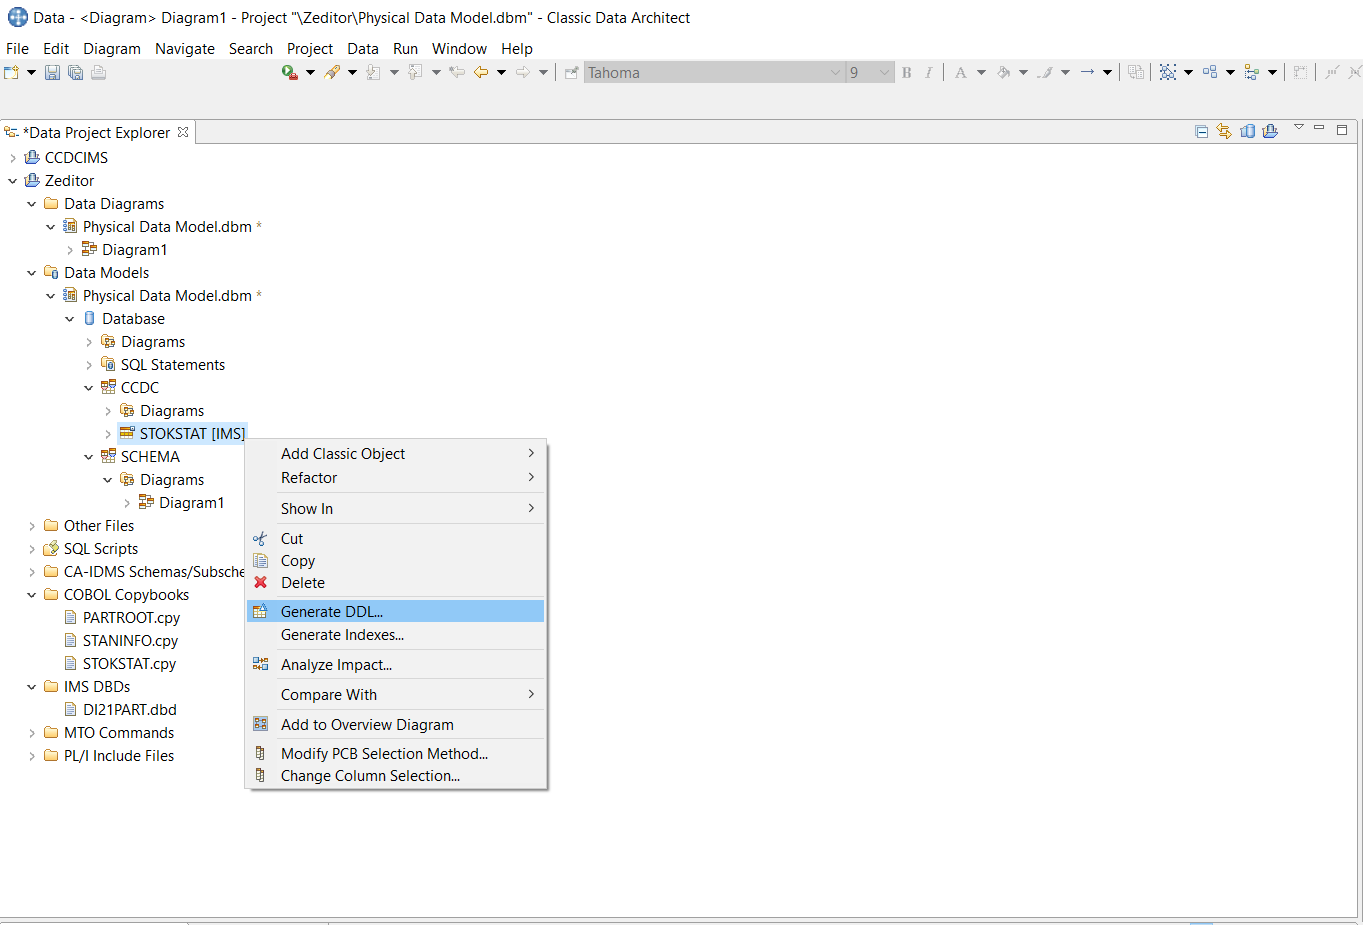 Data - <Diagram> Diagram1 - Project "\Zeditor\Physical Data Model.dbm" - Classic Data Architect
File Edit Diagram Navigate Search Project Data Run Window Help
Tahoma 9 B I A
*Data Project Explorer
CCDCIMS
Zeditor
Data Diagrams
Physical Data Model.dbm *
Diagram1
Data Models
Physical Data Model.dbm *
Database
Diagrams
SQL Statements
CCDC
Diagrams
STOKSTAT [IMS]
SCHEMA
Diagrams
Diagram1
Other Files
SQL Scripts
CA-IDMS Schemas/Subsche
COBOL Copybooks
PARTROOT.cpy
STANINFO.cpy
STOKSTAT.cpy
IMS DBDs
DI21PART.dbd
MTO Commands
PL/I Include Files
Add Classic Object
Refactor
Show In
Cut
Copy
Delete
Generate DDL...
Generate Indexes...
Analyze Impact...
Compare With
Add to Overview Diagram
Modify PCB Selection Method...
Change Column Selection...